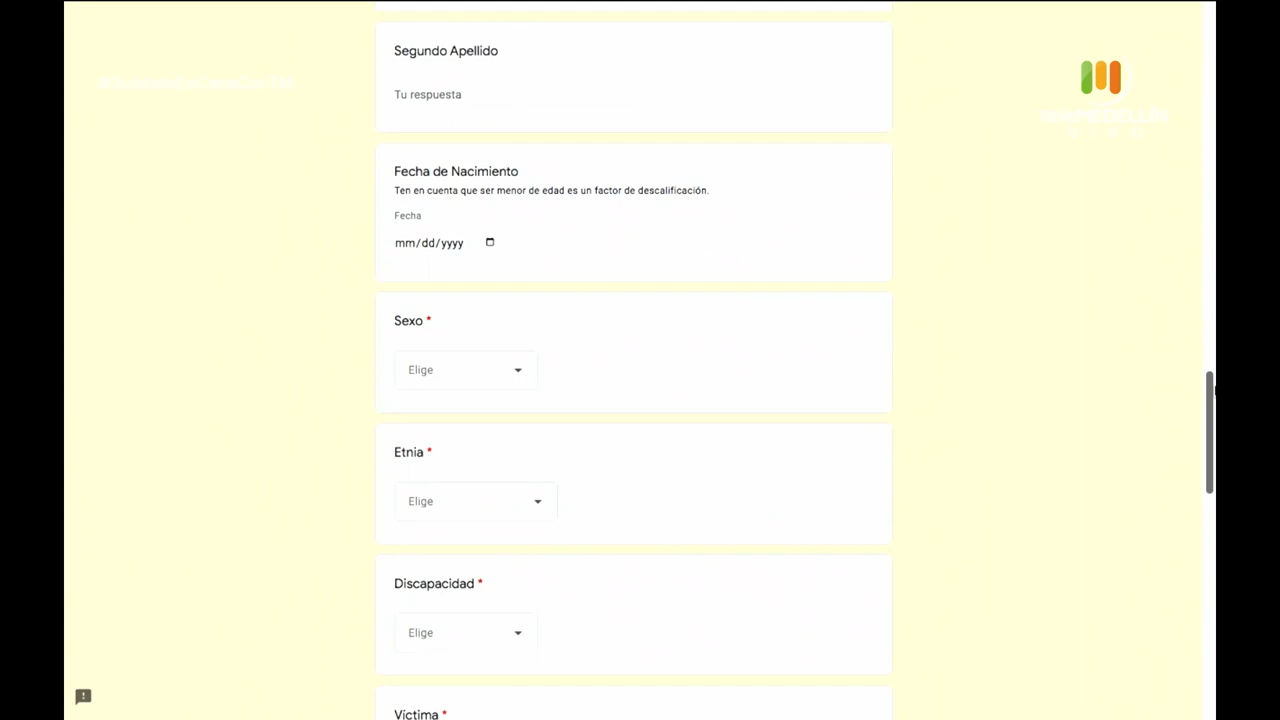 Segundo Apellido
Tu respuesta
Fecha de Nacimiento
Ten en cuenta que ser menor de edad es un factor de descalificación.
Fecha
mm/dd/yyyy
Sexo *
Elige
Etnia *
Elige
Discapacidad *
Elige
Víctima *